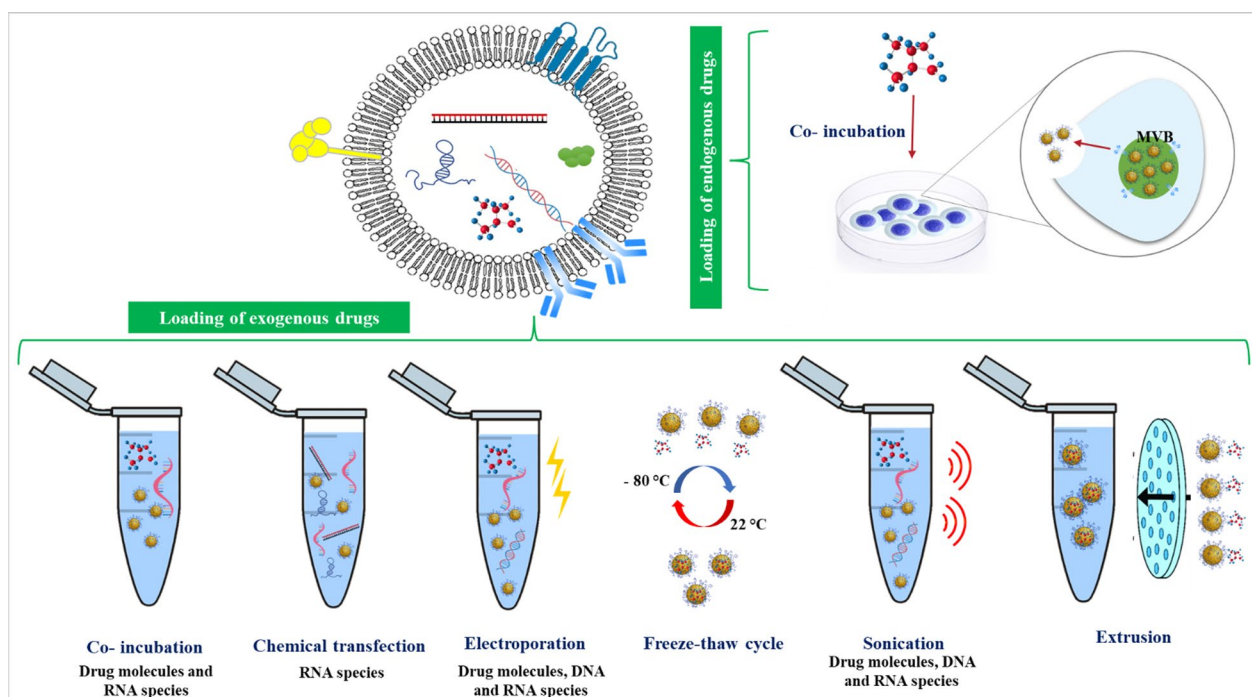 Loading of endogenous drugs
Co- incubation
MVB
Loading of exogenous drugs
- 80 °C
22 °C
Co- incubation
Drug molecules and
RNA species
Chemical transfection
RNA species
Electroporation
Drug molecules, DNA
and RNA species
Freeze-thaw cycle
Sonication
Drug molecules, DNA
and RNA species
Extrusion